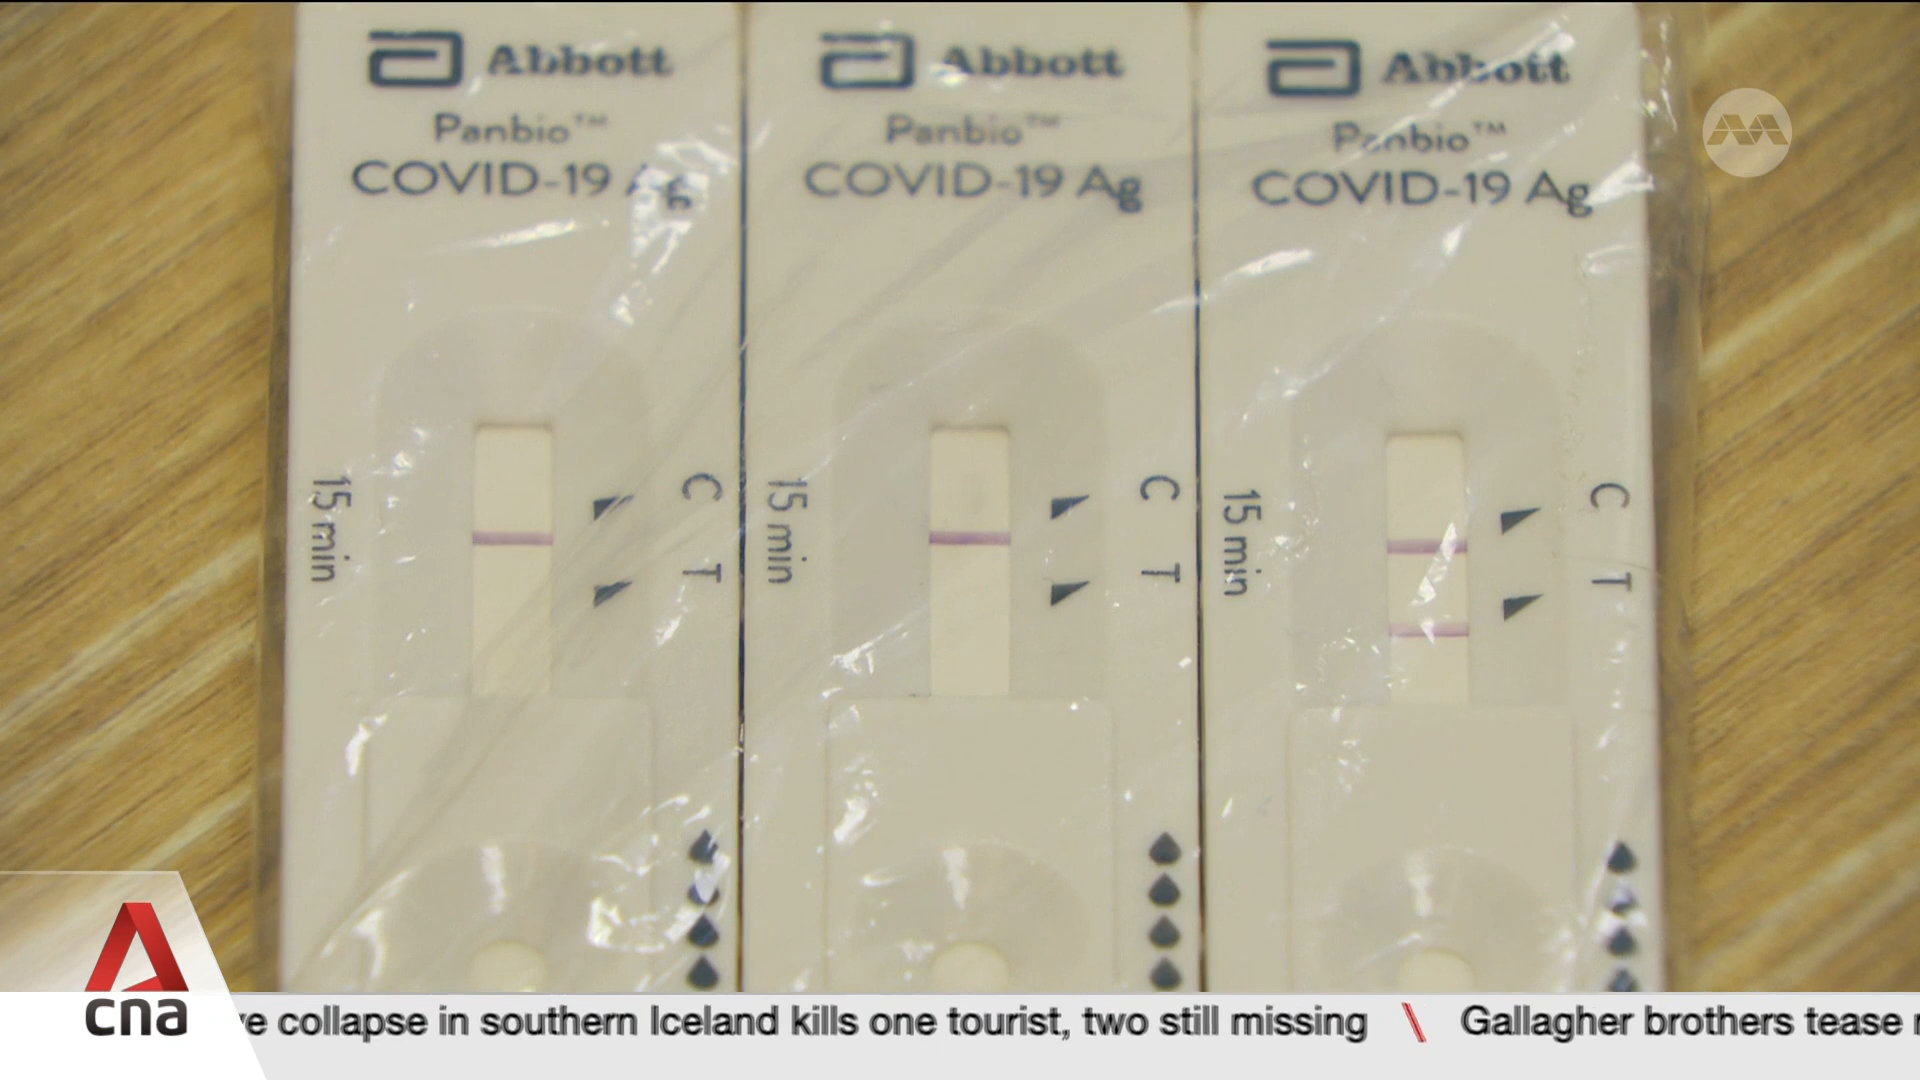 Abbott
Panbio™
COVID-19 Ag
15 min
C
T
Abbott
Panbio™
COVID-19 Ag
15 min
C
T
Abbott
Panbio™
COVID-19 Ag
15 min
C
T
cna
collapse in southern Iceland kills one tourist, two still missing \ Gallagher brothers tease